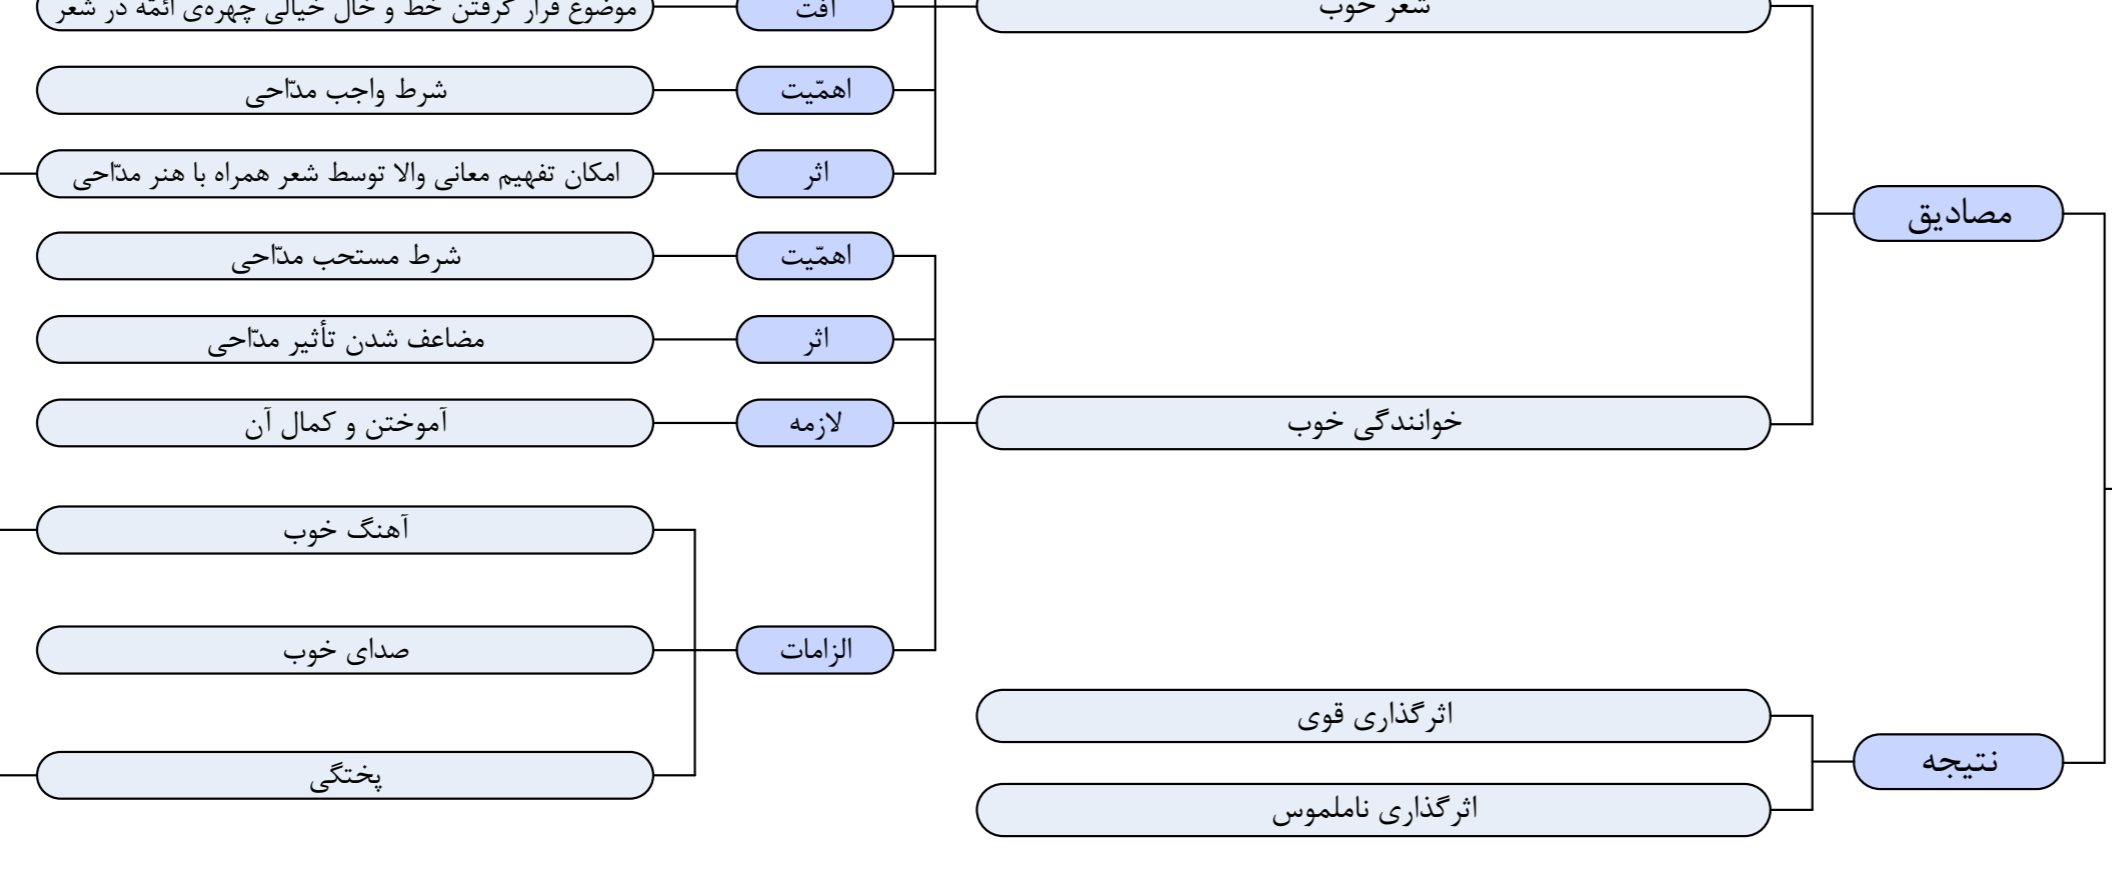 شعر خوب
آفت
موضوع قرار گرفتن خط و خال خیالی چهره‌ی ائمّه در شعر
اهمّیت
شرط واجب مدّاحی
اثر
امکان تفهیم معانی والا توسط شعر همراه با هنر مدّاحی
مصادیق
اهمّیت
شرط مستحب مدّاحی
اثر
مضاعف شدن تأثیر مدّاحی
خوانندگی خوب
لازمه
آموختن و کمال آن
آهنگ خوب
الزامات
صدای خوب
پختگی
اثرگذاری قوی
نتیجه
اثرگذاری ناملموس